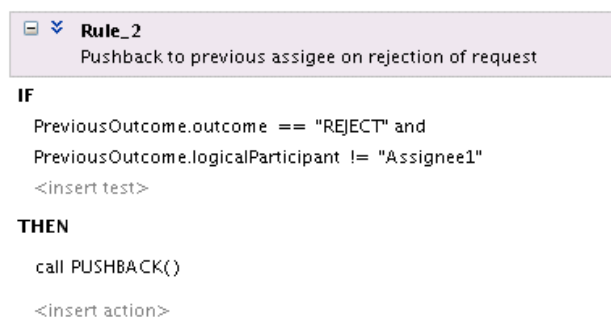 Rule_2
Pushback to previous assigee on rejection of request
IF
PreviousOutcome.outcome == "REJECT" and
PreviousOutcome.logicalParticipant != "Assignee1"
<insert test>
THEN
call PUSHBACK()
<insert action>